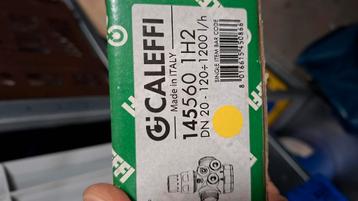 CALEFFI
Made in ITALY
145560 1H2
DN 20 - 120÷1200 l/h
SINGLE ITEM BAR CODE
8 016615 450868